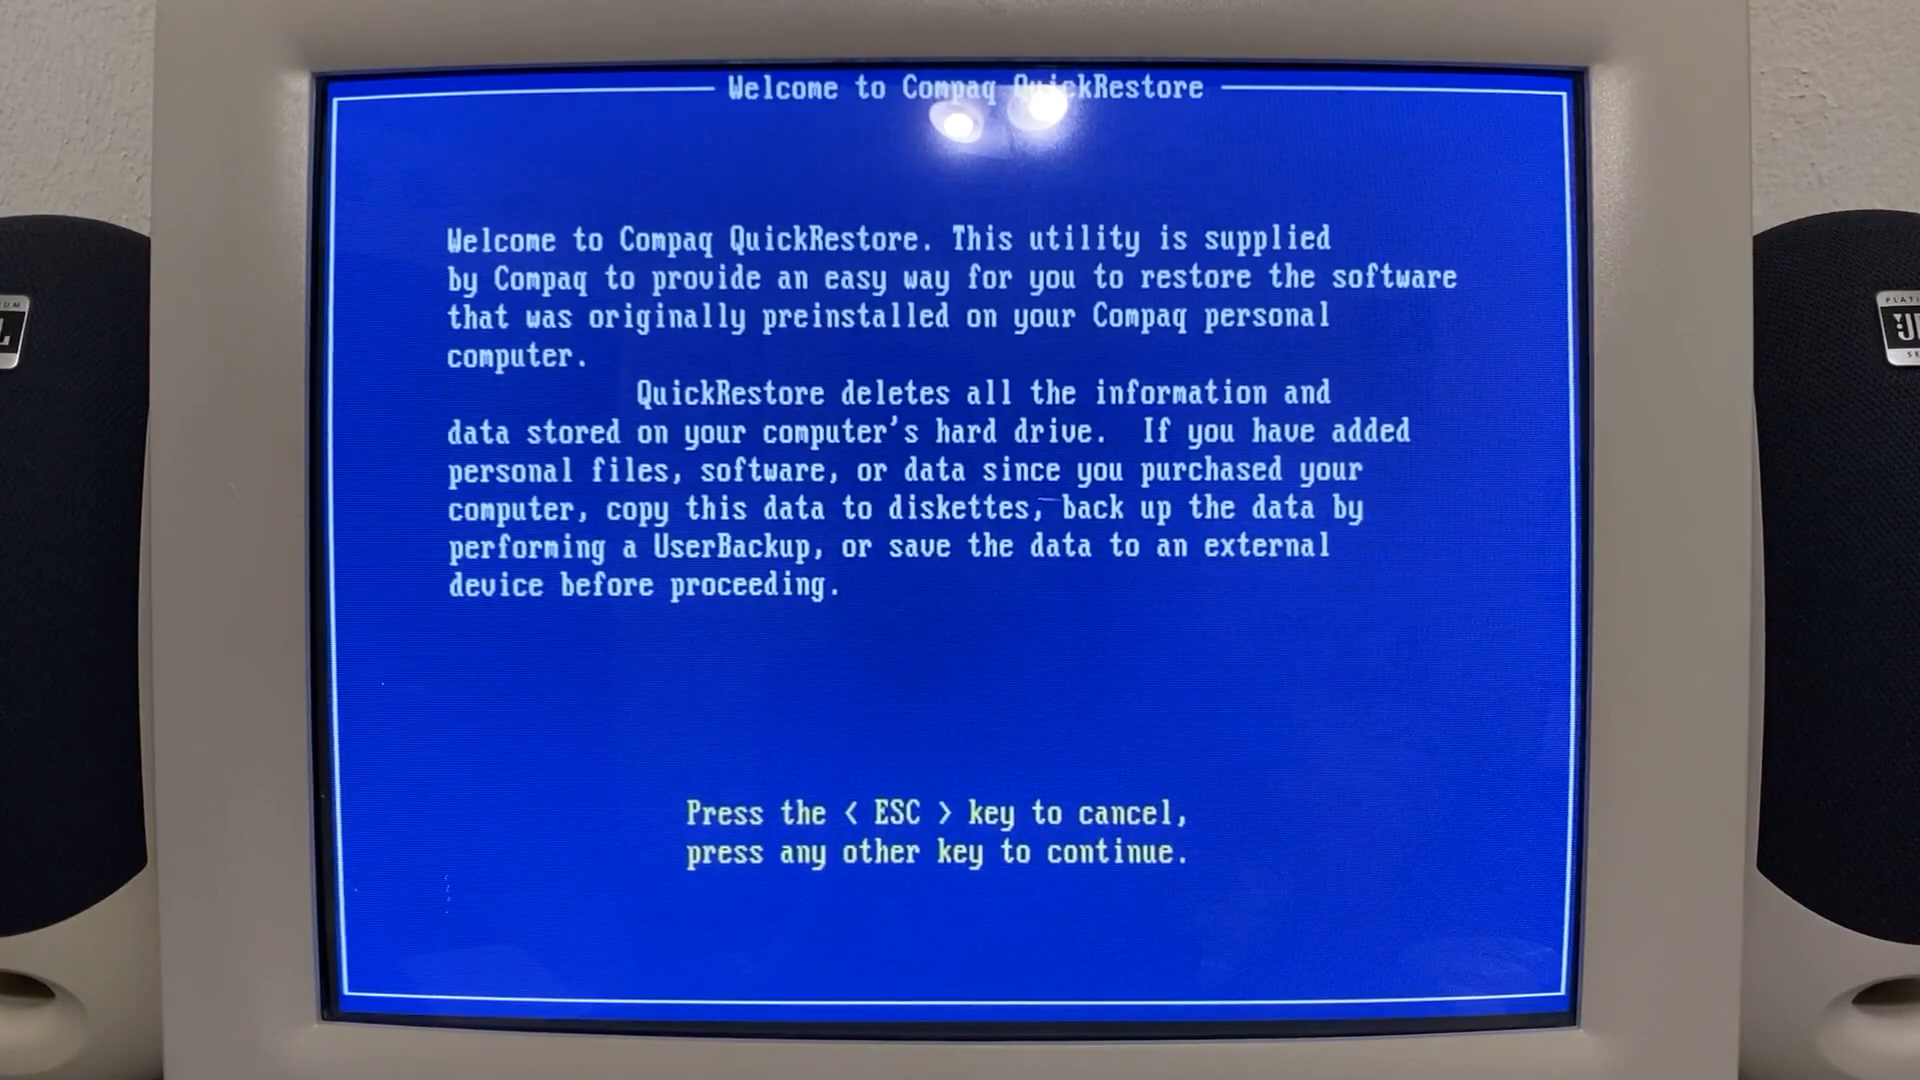 Welcome to Compaq QuickRestore
Welcome to Compaq QuickRestore. This utility is supplied
by Compaq to provide an easy way for you to restore the software
that was originally preinstalled on your Compaq personal
computer.
QuickRestore deletes all the information and
data stored on your computer's hard drive. If you have added
personal files, software, or data since you purchased your
computer, copy this data to diskettes, back up the data by
performing a UserBackup, or save the data to an external
device before proceeding.
Press the < ESC > key to cancel,
press any other key to continue.